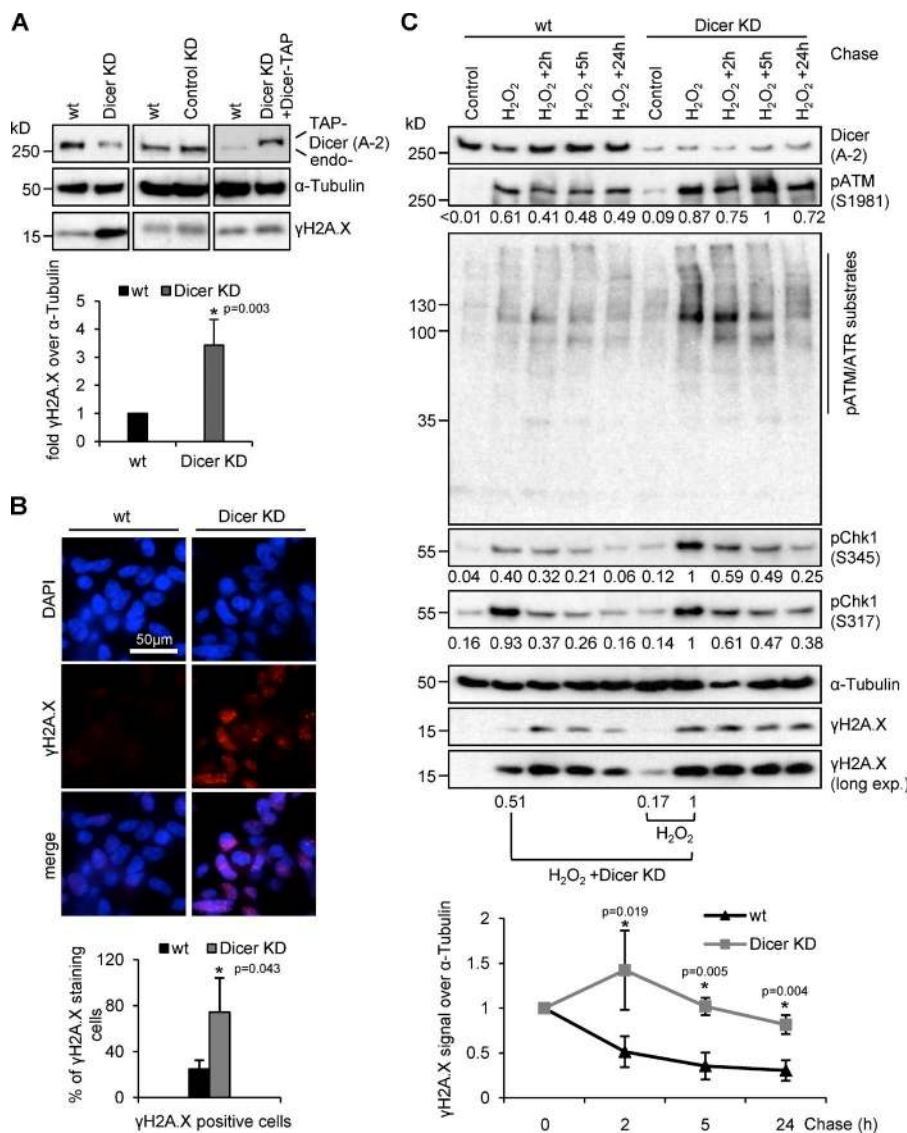 A
wt
Dicer KD
wt
Control KD
wt
Dicer KD
+Dicer-TAP
kD
250
TAP-
Dicer (A-2)
endo-
50
α-Tubulin
15
γH2A.X
wt Dicer KD
* p=0.003
fold γH2A.X over α-Tubulin
5
4
3
2
1
0
wt Dicer KD
B
wt Dicer KD
DAPI
50μm
γH2A.X
merge
wt Dicer KD
* p=0.043
% of γH2A.X staining
cells
120
80
40
0
γH2A.X positive cells
C
wt Dicer KD
Control
H₂O₂
H₂O₂ +2h
H₂O₂ +5h
H₂O₂ +24h
Control
H₂O₂
H₂O₂ +2h
H₂O₂ +5h
H₂O₂ +24h
Chase
kD
250
Dicer
(A-2)
250
pATM
(S1981)
<0.01 0.61 0.41 0.48 0.49 0.09 0.87 0.75 1 0.72
130
100
35
pATM/ATR substrates
55
pChk1
(S345)
0.04 0.40 0.32 0.21 0.06 0.12 1 0.59 0.49 0.25
55
pChk1
(S317)
0.16 0.93 0.37 0.26 0.16 0.14 1 0.61 0.47 0.38
50
α-Tubulin
15
γH2A.X
15
γH2A.X
(long exp.)
0.51 0.17 1
H₂O₂
H₂O₂ +Dicer KD
γH2A.X signal over α-Tubulin
2
1.5
1
0.5
0
p=0.019
*
p=0.005
*
p=0.004
*
wt
Dicer KD
0 2 5 24 Chase (h)